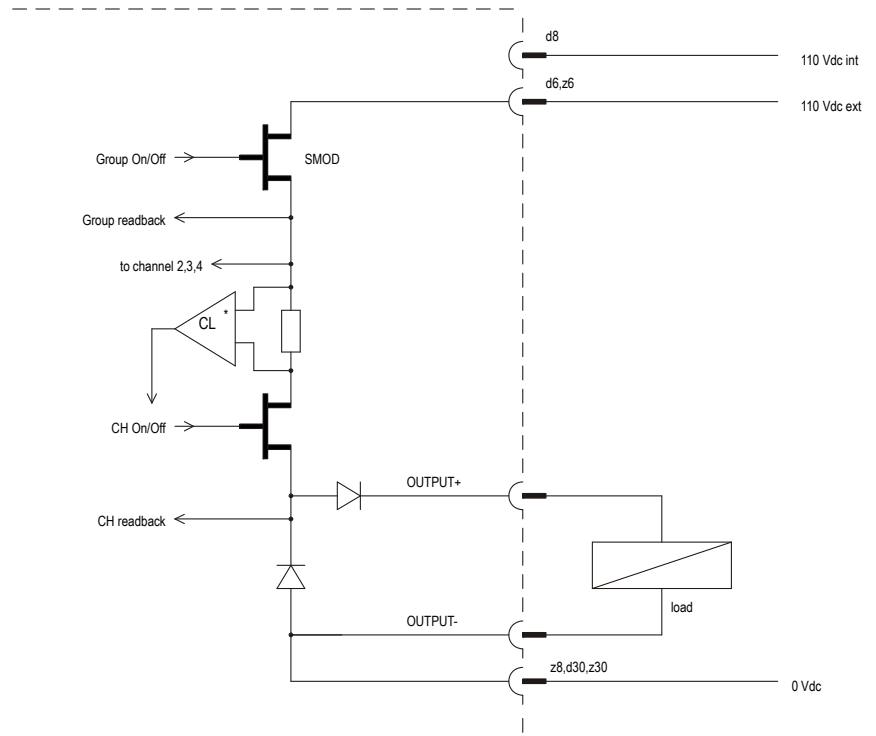 d8
110 Vdc int
d6,z6
110 Vdc ext
Group On/Off
SMOD
Group readback
to channel 2,3,4
CL *
CH On/Off
OUTPUT+
CH readback
load
OUTPUT-
z8,d30,z30
0 Vdc